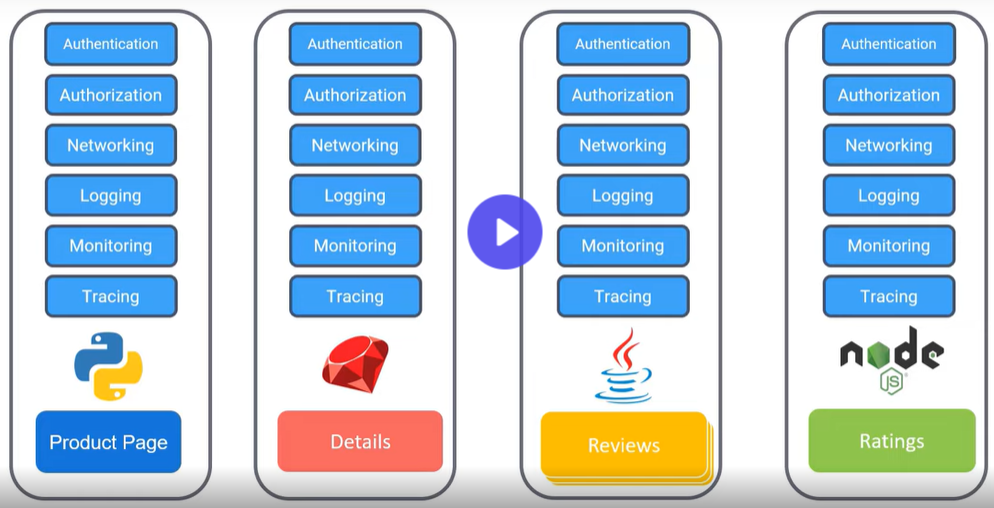 Authentication
Authorization
Networking
Logging
Monitoring
Tracing
Product Page
Authentication
Authorization
Networking
Logging
Monitoring
Tracing
Details
Authentication
Authorization
Networking
Logging
Monitoring
Tracing
Reviews
Authentication
Authorization
Networking
Logging
Monitoring
Tracing
node
JS
Ratings